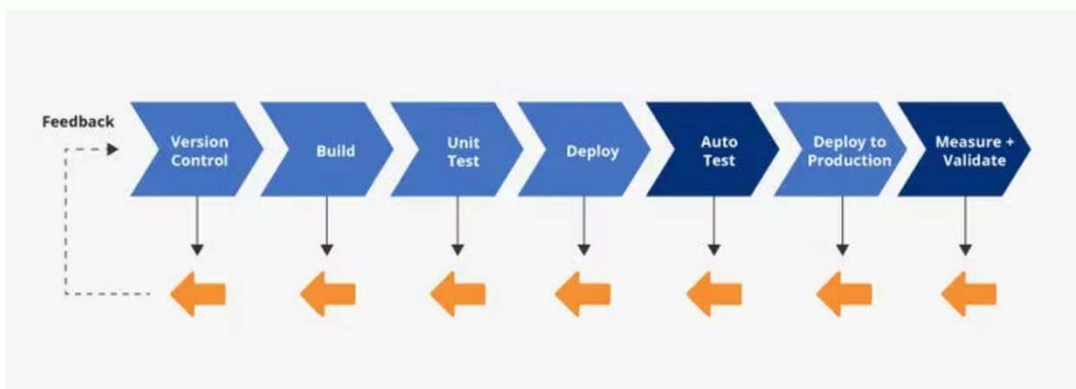 Feedback
Version
Control
Build
Unit
Test
Deploy
Auto
Test
Deploy to
Production
Measure +
Validate